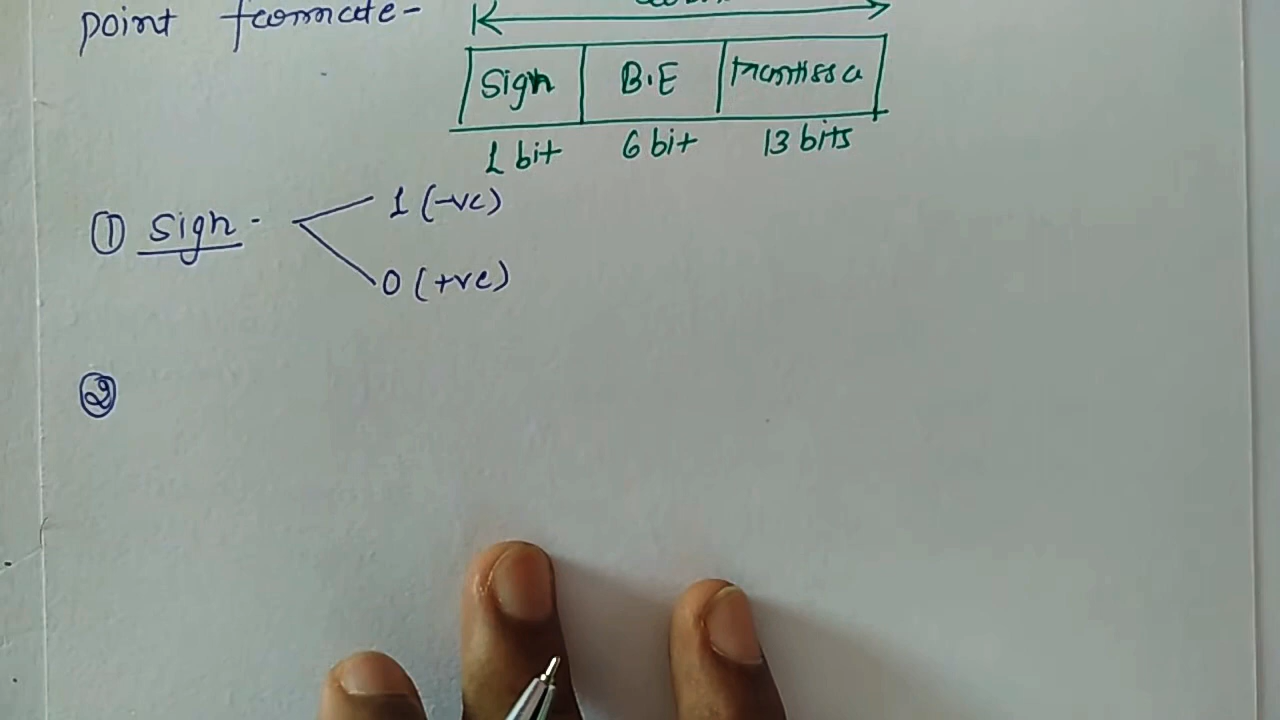 point formate-
Sign B.E Mantissa
1 bit 6 bit 13 bits
① Sign - 1 (-ve)
0 (+ve)
②